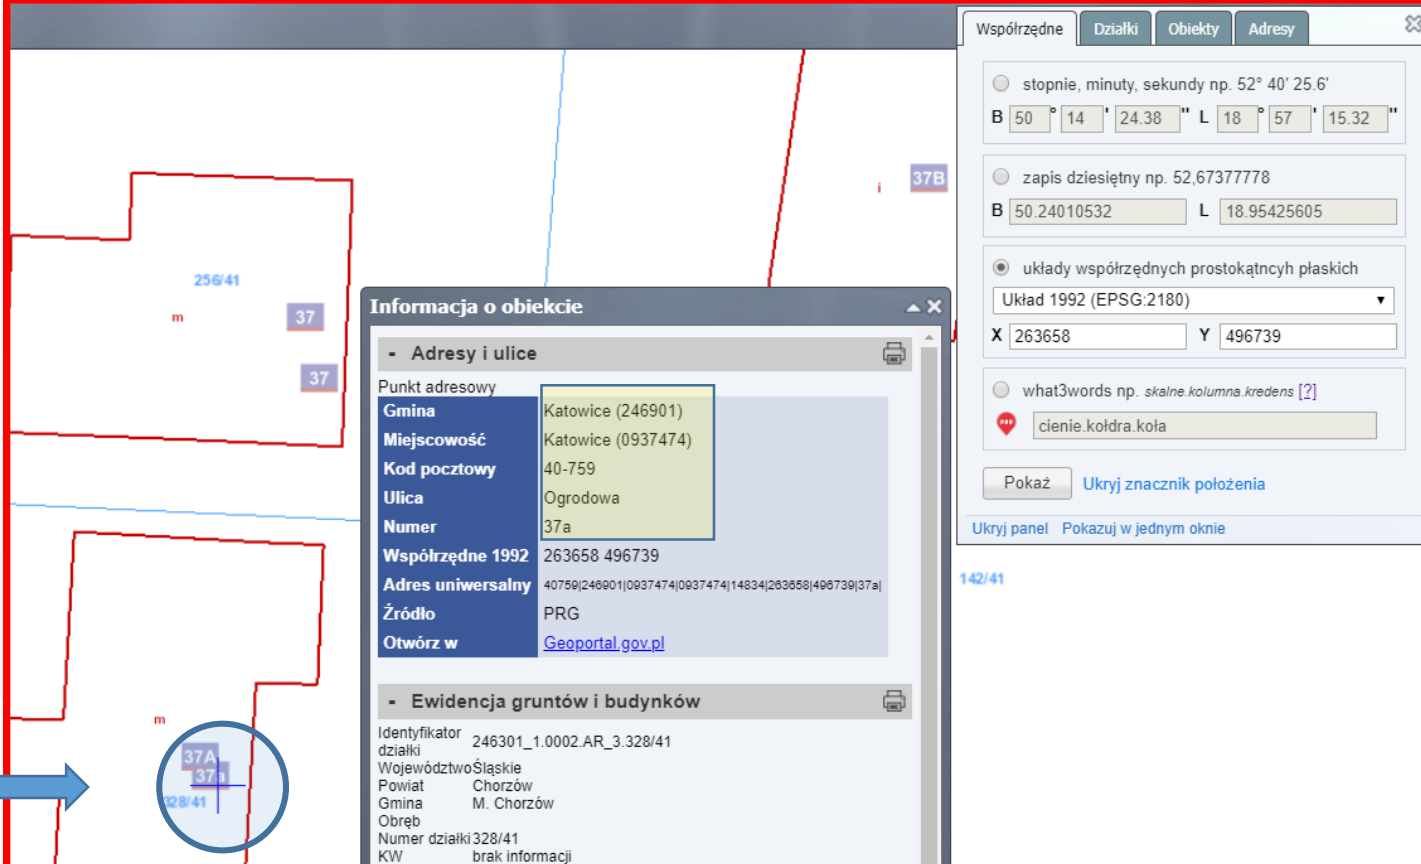 Współrzędne Działki Obiekty Adresy
stopnie, minuty, sekundy np. 52° 40' 25.6'
B 50 ° 14 ' 24.38 " L 18 ° 57 ' 15.32 "
zapis dziesiętny np. 52,67377778
B 50.24010532 L 18.95425605
układy współrzędnych prostokątncyh płaskich
Układ 1992 (EPSG:2180)
X 263658 Y 496739
what3words np. skalne.kolumna.kredens [?]
cienie.kołdra.koła
Pokaż Ukryj znacznik położenia
Ukryj panel Pokazuj w jednym oknie
37B
i
256/41
m
37
37
142/41
m
37A
37a
328/41
Informacja o obiekcie
- Adresy i ulice
Punkt adresowy
Gmina Katowice (246901)
Miejscowość Katowice (0937474)
Kod pocztowy 40-759
Ulica Ogrodowa
Numer 37a
Współrzędne 1992 263658 496739
Adres uniwersalny 40759|246901|0937474|0937474|14834|263658|496739|37a|
Źródło PRG
Otwórz w Geoportal.gov.pl
- Ewidencja gruntów i budynków
Identyfikator działki 246301_1.0002.AR_3.328/41
Województwo Śląskie
Powiat Chorzów
Gmina M. Chorzów
Obręb
Numer działki 328/41
KW brak informacji